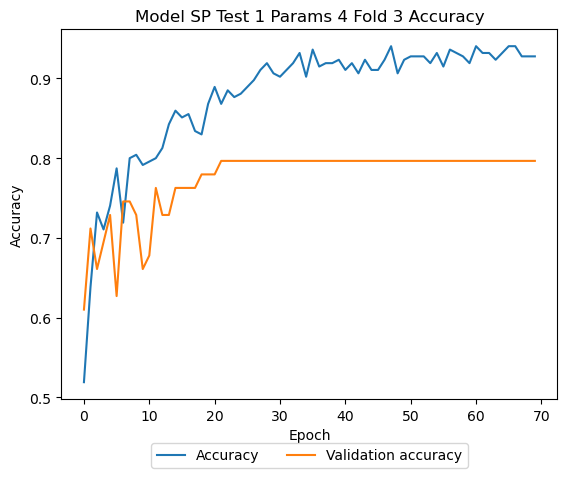 Model SP Test 1 Params 4 Fold 3 Accuracy
Accuracy
0.9
0.8
0.7
0.6
0.5
0 10 20 30 40 50 60 70
Epoch
Accuracy Validation accuracy